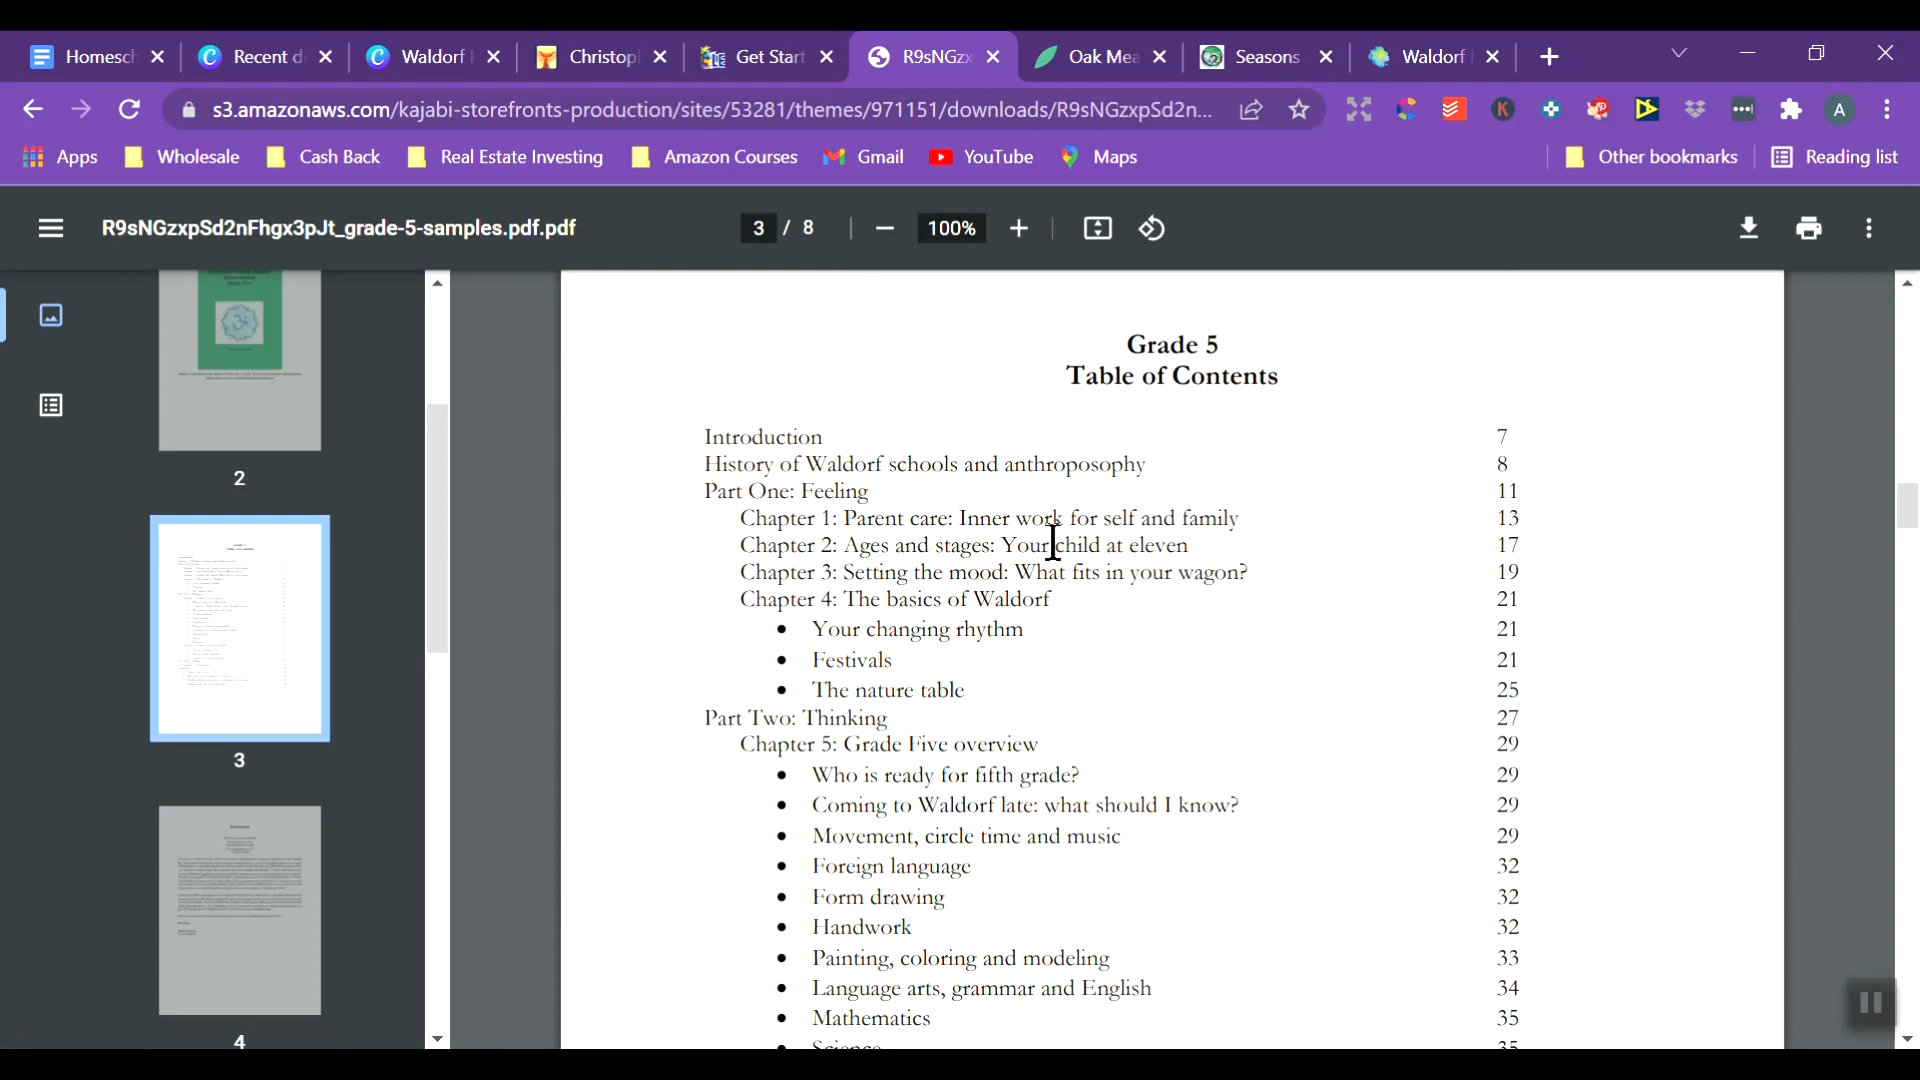 Homesch
Recent d
Waldorf
Christop
Get Start
R9sNGzx
Oak Mea
Seasons
Waldorf
s3.amazonaws.com/kajabi-storefronts-production/sites/53281/themes/971151/downloads/R9sNGzxpSd2n...
K
A
Apps
Wholesale
Cash Back
Real Estate Investing
Amazon Courses
Gmail
YouTube
Maps
Other bookmarks
Reading list
R9sNGzxpSd2nFhgx3pJt_grade-5-samples.pdf.pdf
3 / 8
100%
2
3
4
Grade 5
Table of Contents
Introduction 7
History of Waldorf schools and anthroposophy 8
Part One: Feeling 11
Chapter 1: Parent care: Inner work for self and family 13
Chapter 2: Ages and stages: Your child at eleven 17
Chapter 3: Setting the mood: What fits in your wagon? 19
Chapter 4: The basics of Waldorf 21
• Your changing rhythm 21
• Festivals 21
• The nature table 25
Part Two: Thinking 27
Chapter 5: Grade Five overview 29
• Who is ready for fifth grade? 29
• Coming to Waldorf late: what should I know? 29
• Movement, circle time and music 29
• Foreign language 32
• Form drawing 32
• Handwork 32
• Painting, coloring and modeling 33
• Language arts, grammar and English 34
• Mathematics 35
• Science 35